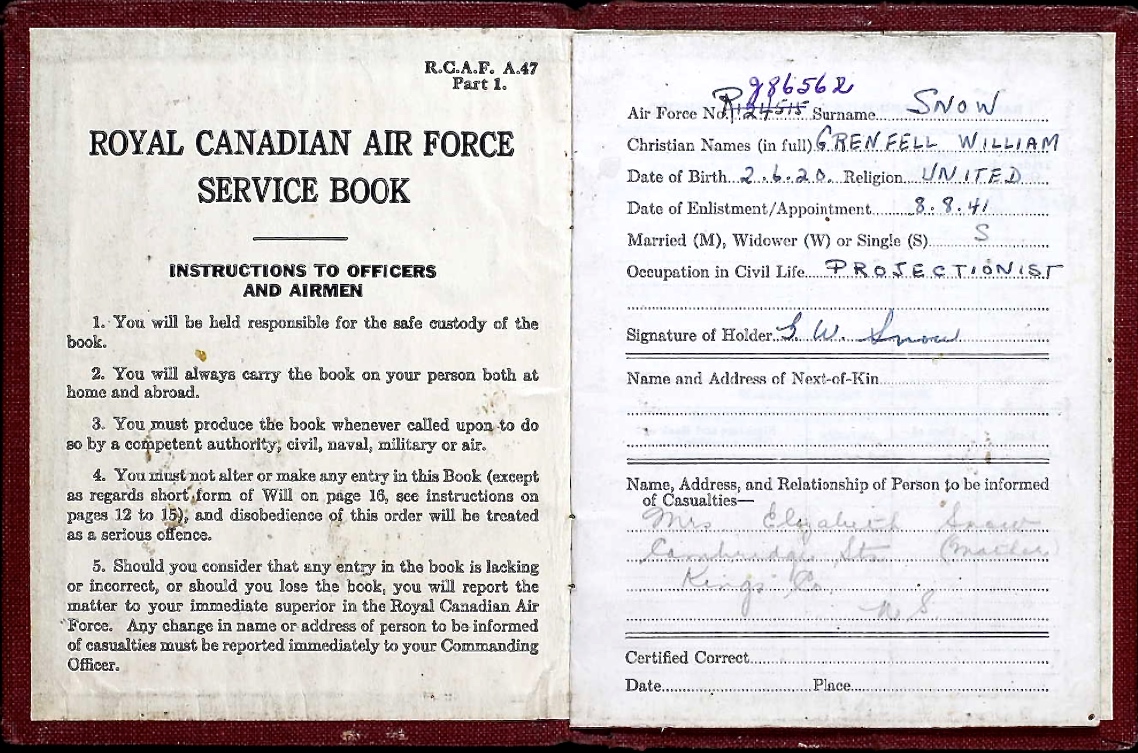 R.C.A.F. A.47
Part 1.
ROYAL CANADIAN AIR FORCE
SERVICE BOOK
INSTRUCTIONS TO OFFICERS
AND AIRMEN
1. You will be held responsible for the safe custody of the
book.
2. You will always carry the book on your person both at
home and abroad.
3. You must produce the book whenever called upon to do
so by a competent authority, civil, naval, military or air.
4. You must not alter or make any entry in this Book (except
as regards short form of Will on page 16, see instructions on
pages 12 to 15), and disobedience of this order will be treated
as a serious offence.
5. Should you consider that any entry in the book is lacking
or incorrect, or should you lose the book, you will report the
matter to your immediate superior in the Royal Canadian Air
Force. Any change in name or address of person to be informed
of casualties must be reported immediately to your Commanding
Officer.
J86562
Air Force No. R124515 Surname SNOW
Christian Names (in full) GRENFELL WILLIAM
Date of Birth 2.6.20. Religion UNITED
Date of Enlistment/Appointment 8.8.41
Married (M), Widower (W) or Single (S) S
Occupation in Civil Life PROJECTIONIST
Signature of Holder G. W. Snow
Name and Address of Next-of-Kin
Name, Address, and Relationship of Person to be informed
of Casualties—
Mrs Elizabeth Snow
Cambridge Stn (Mother)
Kings Co.
N S
Certified Correct
Date Place